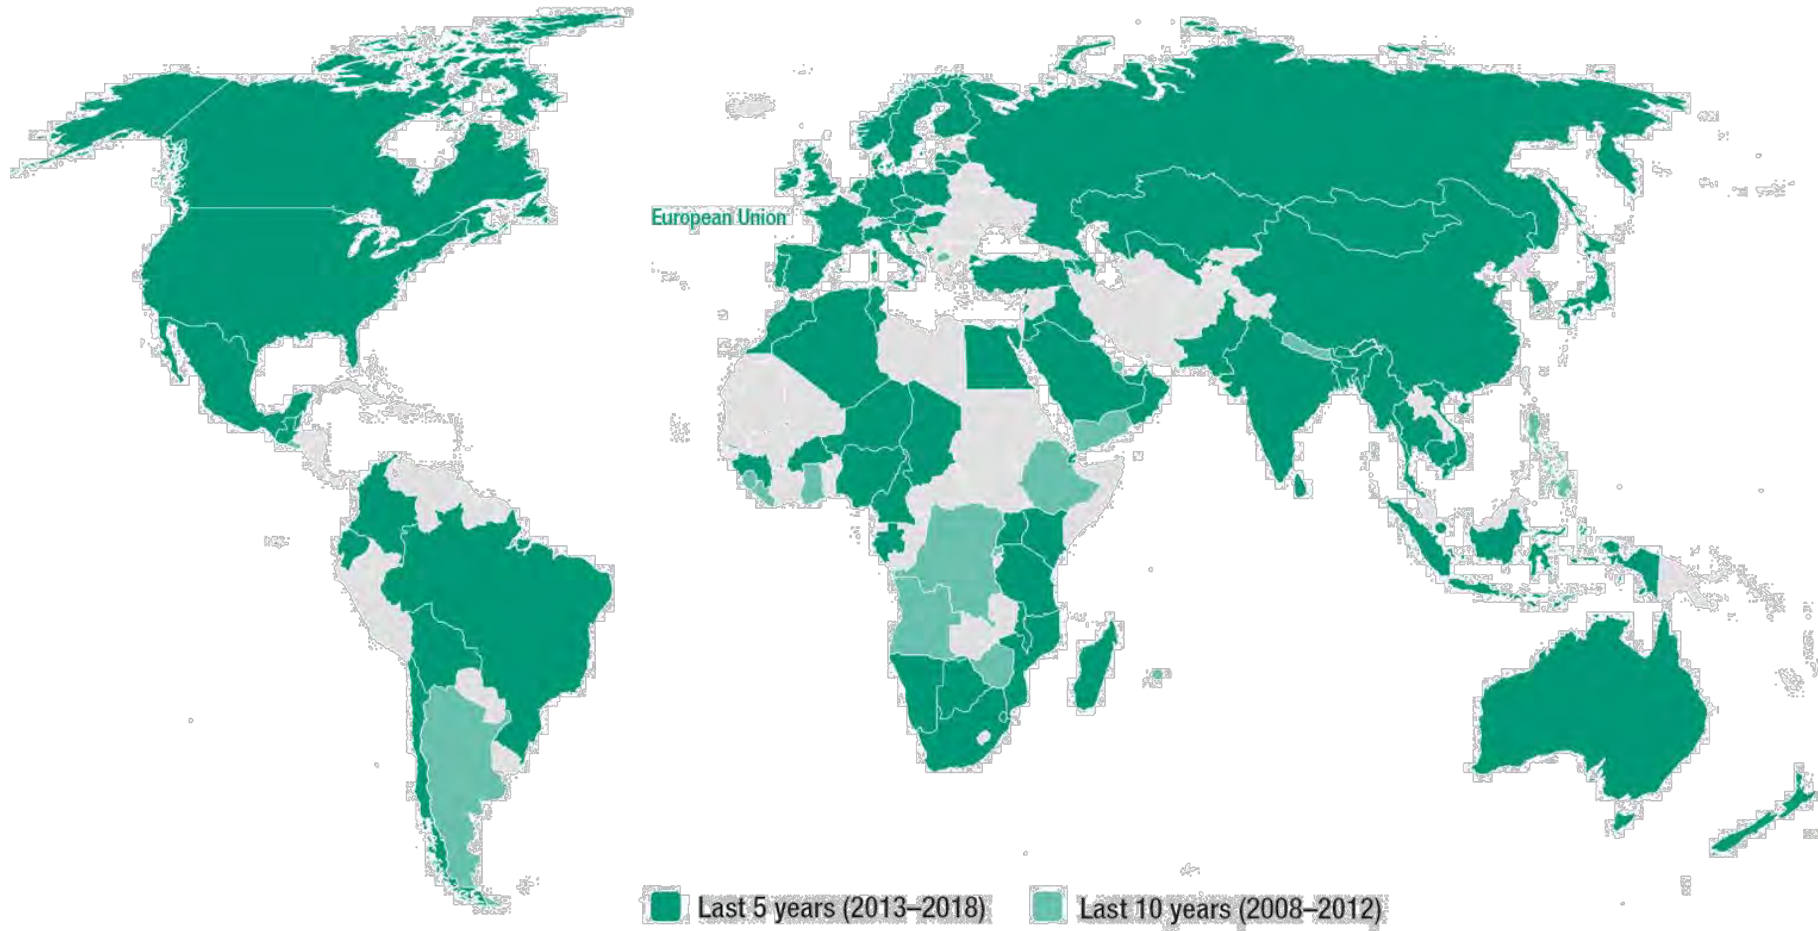 European Union
Last 5 years (2013–2018)
Last 10 years (2008–2012)